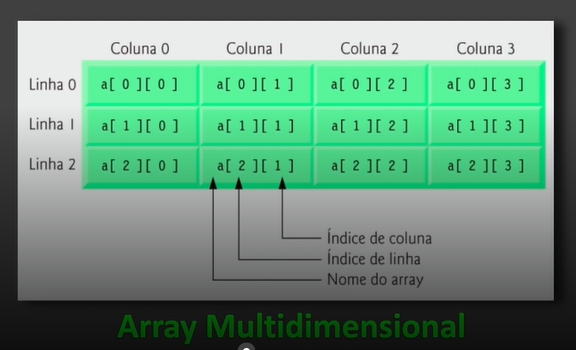 Coluna 0 Coluna 1 Coluna 2 Coluna 3
Linha 0 a[ 0 ][ 0 ] a[ 0 ][ 1 ] a[ 0 ][ 2 ] a[ 0 ][ 3 ]
Linha 1 a[ 1 ][ 0 ] a[ 1 ][ 1 ] a[ 1 ][ 2 ] a[ 1 ][ 3 ]
Linha 2 a[ 2 ][ 0 ] a[ 2 ][ 1 ] a[ 2 ][ 2 ] a[ 2 ][ 3 ]
Índice de coluna
Índice de linha
Nome do array
Array Multidimensional